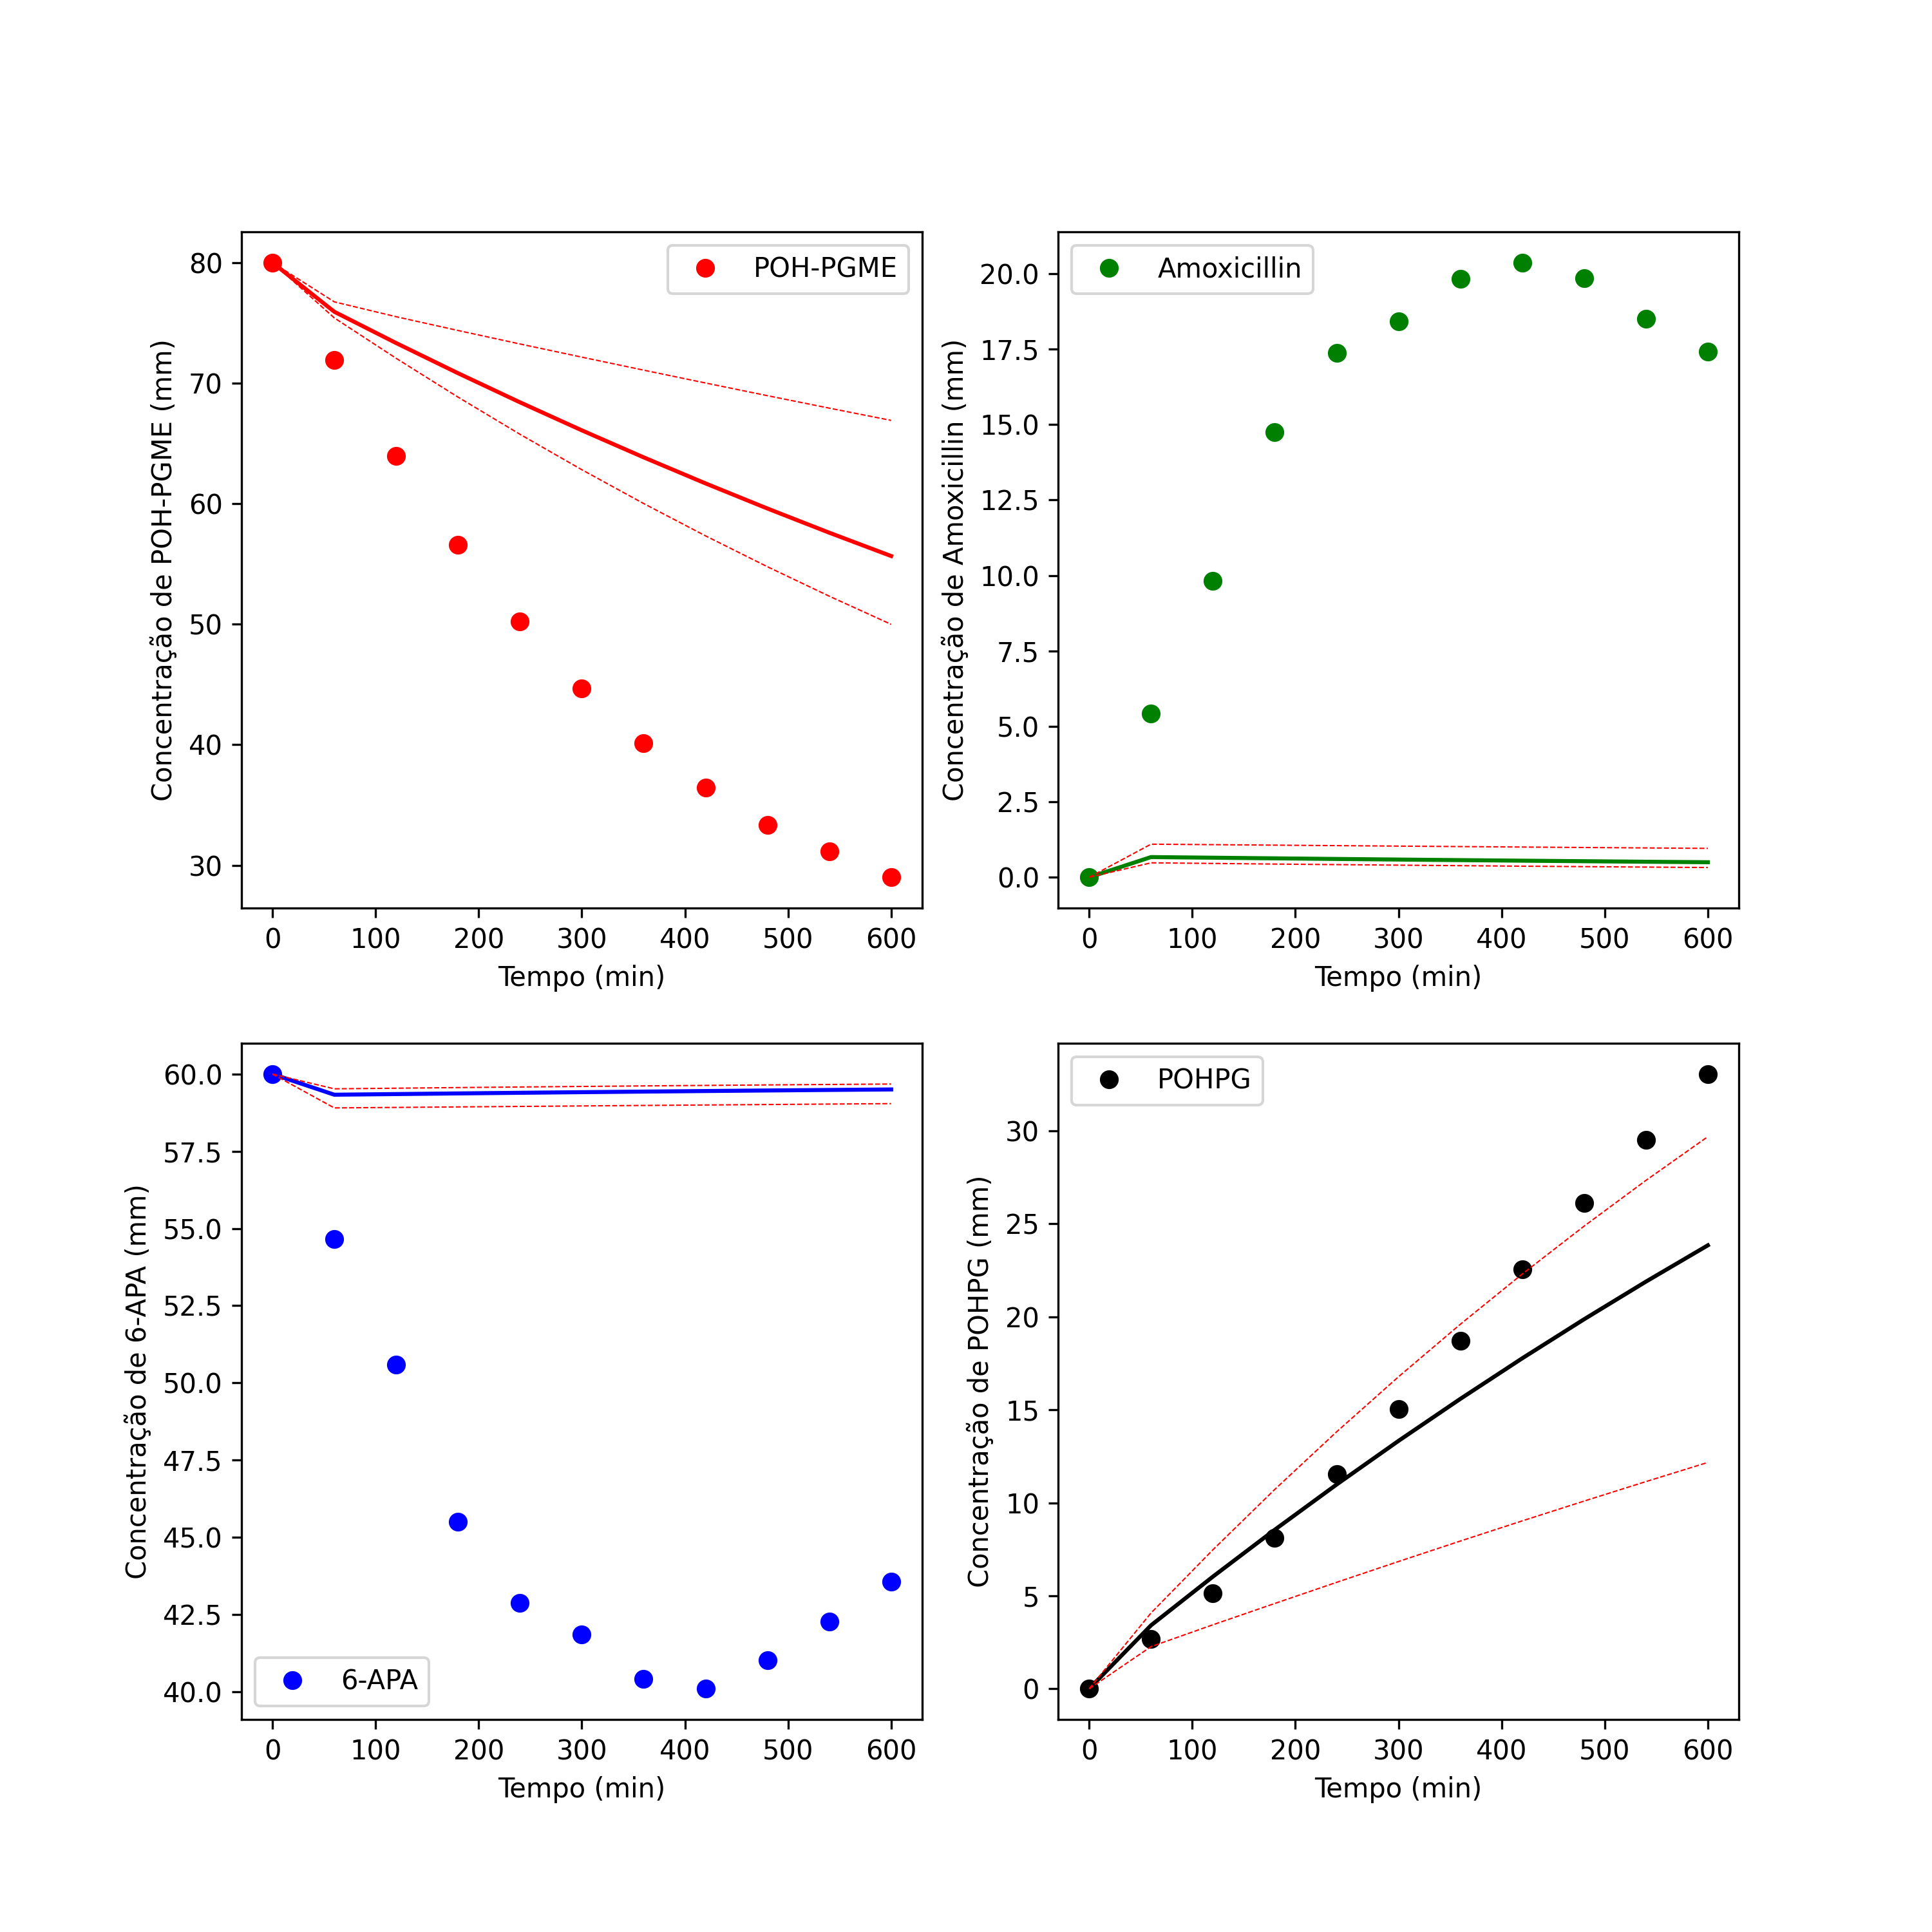 POH-PGME
80
70
60
50
40
30
Concentração de POH-PGME (mm)
0 100 200 300 400 500 600
Tempo (min)
Amoxicillin
20.0
17.5
15.0
12.5
10.0
7.5
5.0
2.5
0.0
Concentração de Amoxicillin (mm)
0 100 200 300 400 500 600
Tempo (min)
60.0
57.5
55.0
52.5
50.0
47.5
45.0
42.5
40.0
Concentração de 6-APA (mm)
6-APA
0 100 200 300 400 500 600
Tempo (min)
POHPG
30
25
20
15
10
5
0
Concentração de POHPG (mm)
0 100 200 300 400 500 600
Tempo (min)